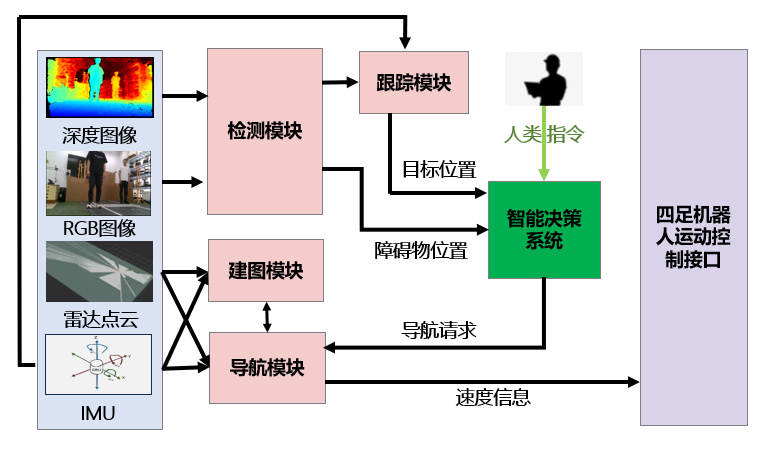 深度图像
RGB图像
雷达点云
IMU
检测模块
跟踪模块
人类 指令
目标位置
障碍物位置
智能决策
系统
建图模块
导航模块
导航请求
速度信息
四足机器
人运动控
制接口